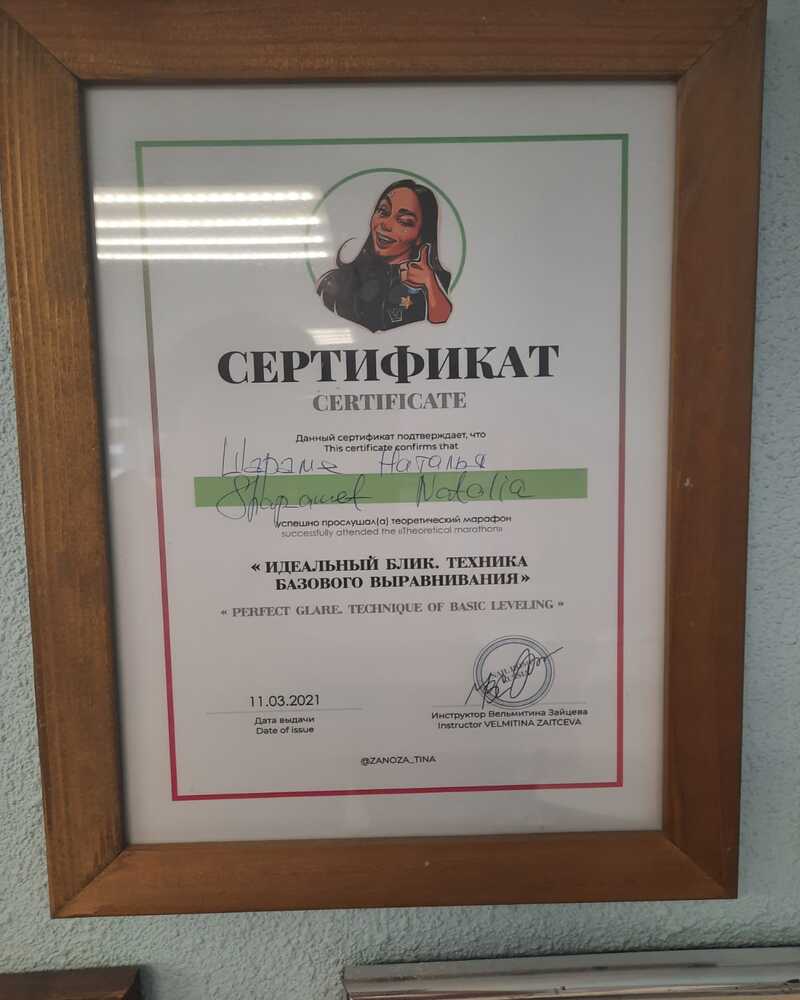 СЕРТИФИКАТ
CERTIFICATE
Данный сертификат подтверждает, что
This certificate confirms that
Наталья
Natalia
успешно прослушал(а) теоретический марафон
successfully attended the «Theoretical marathon»
« ИДЕАЛЬНЫЙ БЛИК. ТЕХНИКА
БАЗОВОГО ВЫРАВНИВАНИЯ»
« PERFECT GLARE. TECHNIQUE OF BASIC LEVELING »
11.03.2021
Дата выдачи
Date of issue
Инструктор Вельмитина Зайцева
Instructor VELMITINA ZAITCEVA
@ZANOZA_TINA